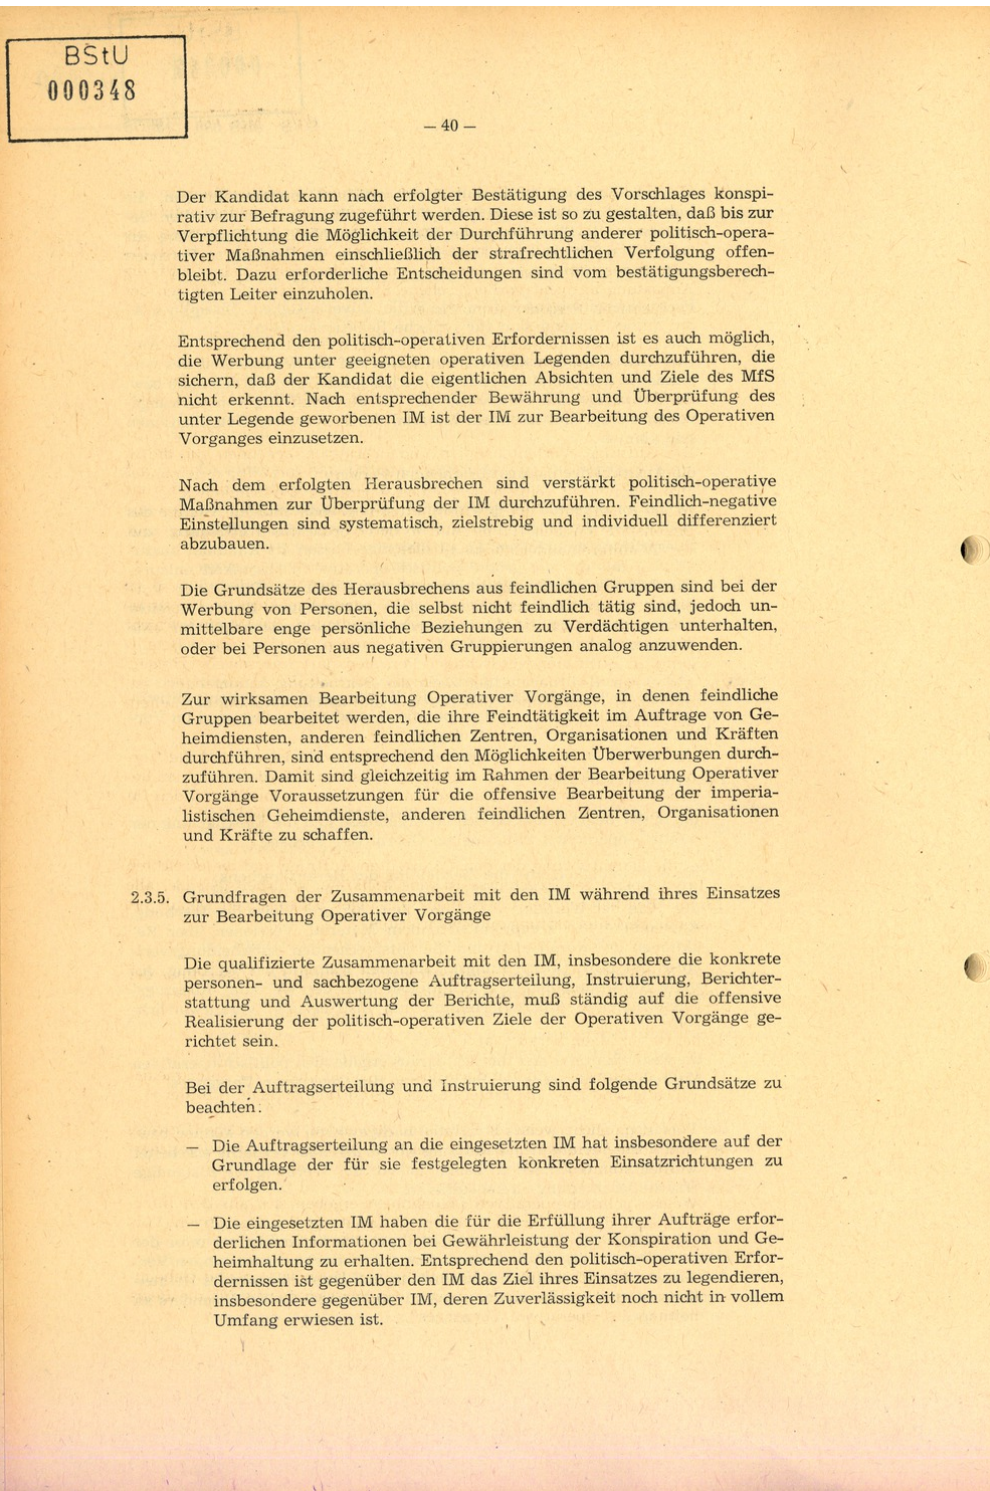 BStU
000348
— 40 —
Der Kandidat kann nach erfolgter Bestätigung des Vorschlages konspi-
rativ zur Befragung zugeführt werden. Diese ist so zu gestalten, daß bis zur
Verpflichtung die Möglichkeit der Durchführung anderer politisch-opera-
tiver Maßnahmen einschließlich der strafrechtlichen Verfolgung offen-
bleibt. Dazu erforderliche Entscheidungen sind vom bestätigungsberech-
tigten Leiter einzuholen.
Entsprechend den politisch-operativen Erfordernissen ist es auch möglich,
die Werbung unter geeigneten operativen Legenden durchzuführen, die
sichern, daß der Kandidat die eigentlichen Absichten und Ziele des MfS
nicht erkennt. Nach entsprechender Bewährung und Überprüfung des
unter Legende geworbenen IM ist der IM zur Bearbeitung des Operativen
Vorganges einzusetzen.
Nach dem erfolgten Herausbrechen sind verstärkt politisch-operative
Maßnahmen zur Überprüfung der IM durchzuführen. Feindlich-negative
Einstellungen sind systematisch, zielstrebig und individuell differenziert
abzubauen.
Die Grundsätze des Herausbrechens aus feindlichen Gruppen sind bei der
Werbung von Personen, die selbst nicht feindlich tätig sind, jedoch un-
mittelbare enge persönliche Beziehungen zu Verdächtigen unterhalten,
oder bei Personen aus negativen Gruppierungen analog anzuwenden.
Zur wirksamen Bearbeitung Operativer Vorgänge, in denen feindliche
Gruppen bearbeitet werden, die ihre Feindtätigkeit im Auftrage von Ge-
heimdiensten, anderen feindlichen Zentren, Organisationen und Kräften
durchführen, sind entsprechend den Möglichkeiten Überwerbungen durch-
zuführen. Damit sind gleichzeitig im Rahmen der Bearbeitung Operativer
Vorgänge Voraussetzungen für die offensive Bearbeitung der imperia-
listischen Geheimdienste, anderen feindlichen Zentren, Organisationen
und Kräfte zu schaffen.
2.3.5. Grundfragen der Zusammenarbeit mit den IM während ihres Einsatzes
zur Bearbeitung Operativer Vorgänge
Die qualifizierte Zusammenarbeit mit den IM, insbesondere die konkrete
personen- und sachbezogene Auftragserteilung, Instruierung, Berichter-
stattung und Auswertung der Berichte, muß ständig auf die offensive
Realisierung der politisch-operativen Ziele der Operativen Vorgänge ge-
richtet sein.
Bei der Auftragserteilung und Instruierung sind folgende Grundsätze zu
beachten:
— Die Auftragserteilung an die eingesetzten IM hat insbesondere auf der
Grundlage der für sie festgelegten konkreten Einsatzrichtungen zu
erfolgen.
— Die eingesetzten IM haben die für die Erfüllung ihrer Aufträge erfor-
derlichen Informationen bei Gewährleistung der Konspiration und Ge-
heimhaltung zu erhalten. Entsprechend den politisch-operativen Erfor-
dernissen ist gegenüber den IM das Ziel ihres Einsatzes zu legendieren,
insbesondere gegenüber IM, deren Zuverlässigkeit noch nicht in vollem
Umfang erwiesen ist.